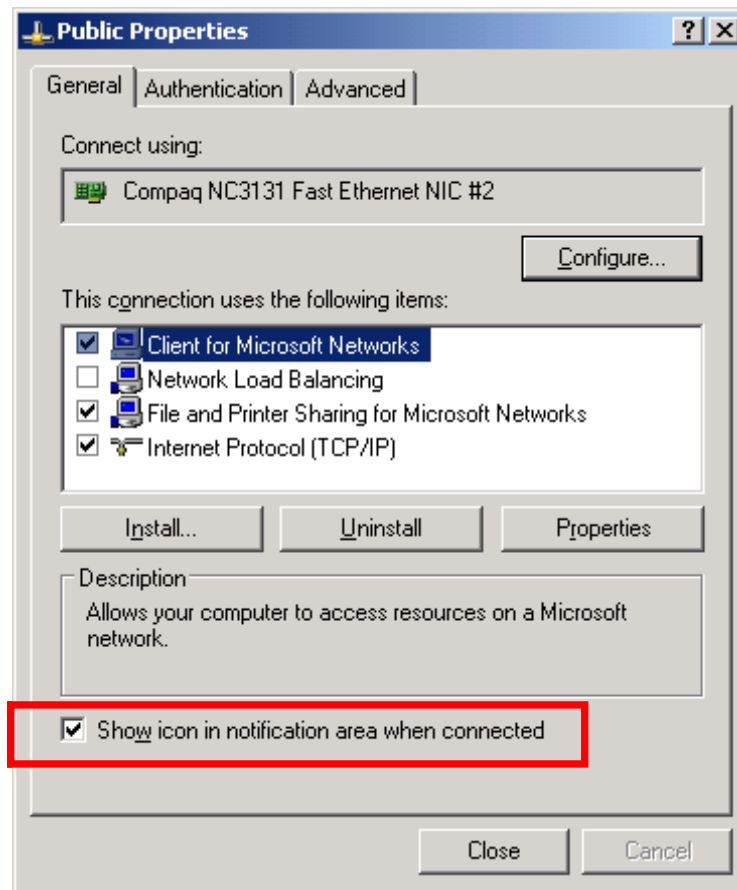 Public Properties
General Authentication Advanced
Connect using:
Compaq NC3131 Fast Ethernet NIC #2
Configure...
This connection uses the following items:
Client for Microsoft Networks
Network Load Balancing
File and Printer Sharing for Microsoft Networks
Internet Protocol (TCP/IP)
Install... Uninstall Properties
Description
Allows your computer to access resources on a Microsoft
network.
Show icon in notification area when connected
Close Cancel